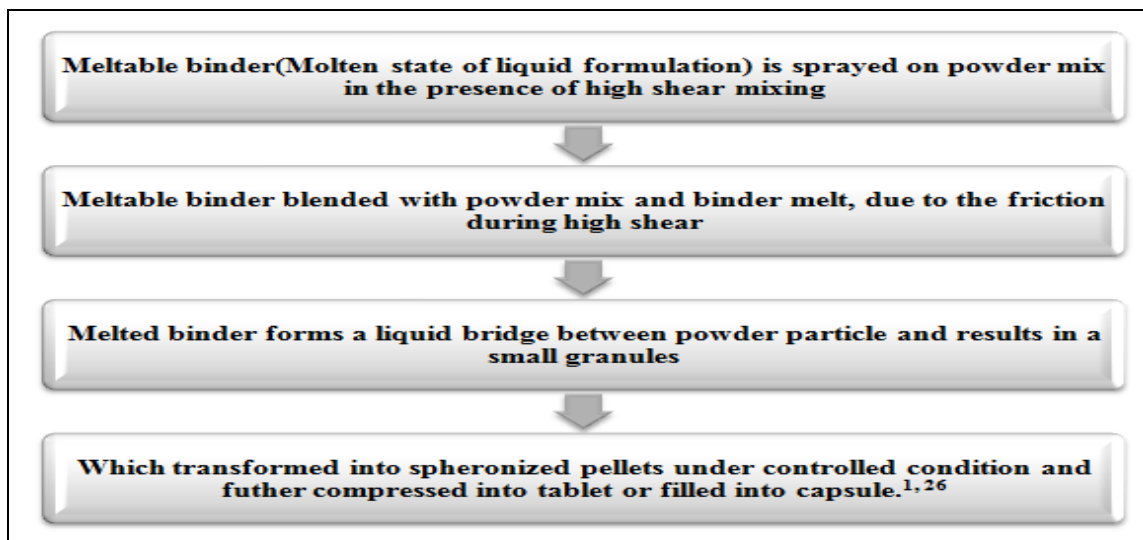 Meltable binder(Molten state of liquid formulation) is sprayed on powder mix
in the presence of high shear mixing
Meltable binder blended with powder mix and binder melt, due to the friction
during high shear
Melted binder forms a liquid bridge between powder particle and results in a
small granules
Which transformed into spheronized pellets under controlled condition and
futher compressed into tablet or filled into capsule.1, 26